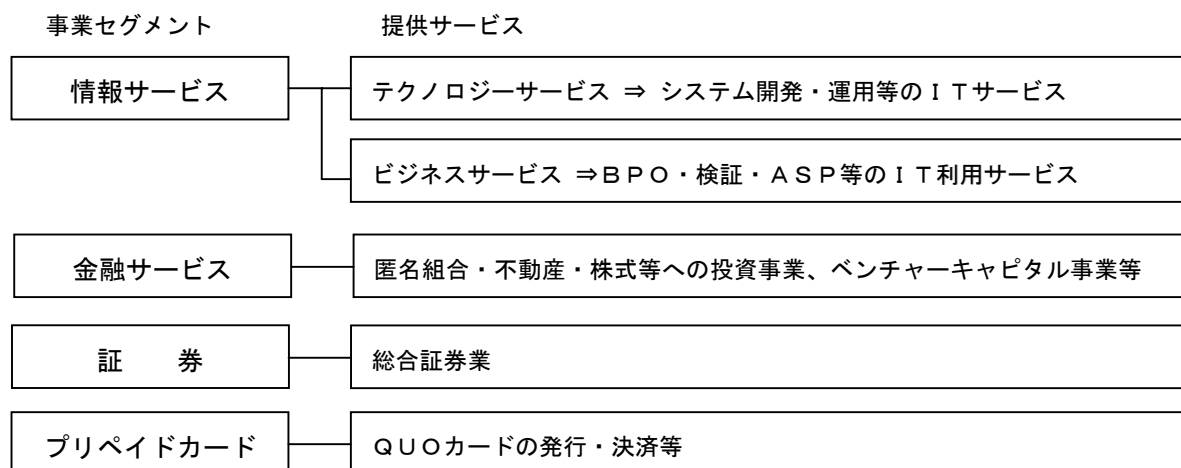 事業セグメント 提供サービス
情報サービス テクノロジーサービス ⇒ システム開発・運用等のＩＴサービス
ビジネスサービス ⇒ＢＰＯ・検証・ＡＳＰ等のＩＴ利用サービス
金融サービス 匿名組合・不動産・株式等への投資事業、ベンチャーキャピタル事業等
証　　券 総合証券業
プリペイドカード ＱＵＯカードの発行・決済等